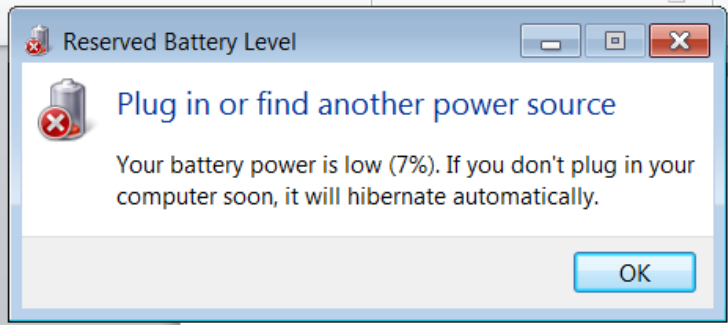 Reserved Battery Level
Plug in or find another power source
Your battery power is low (7%). If you don't plug in your
computer soon, it will hibernate automatically.
OK